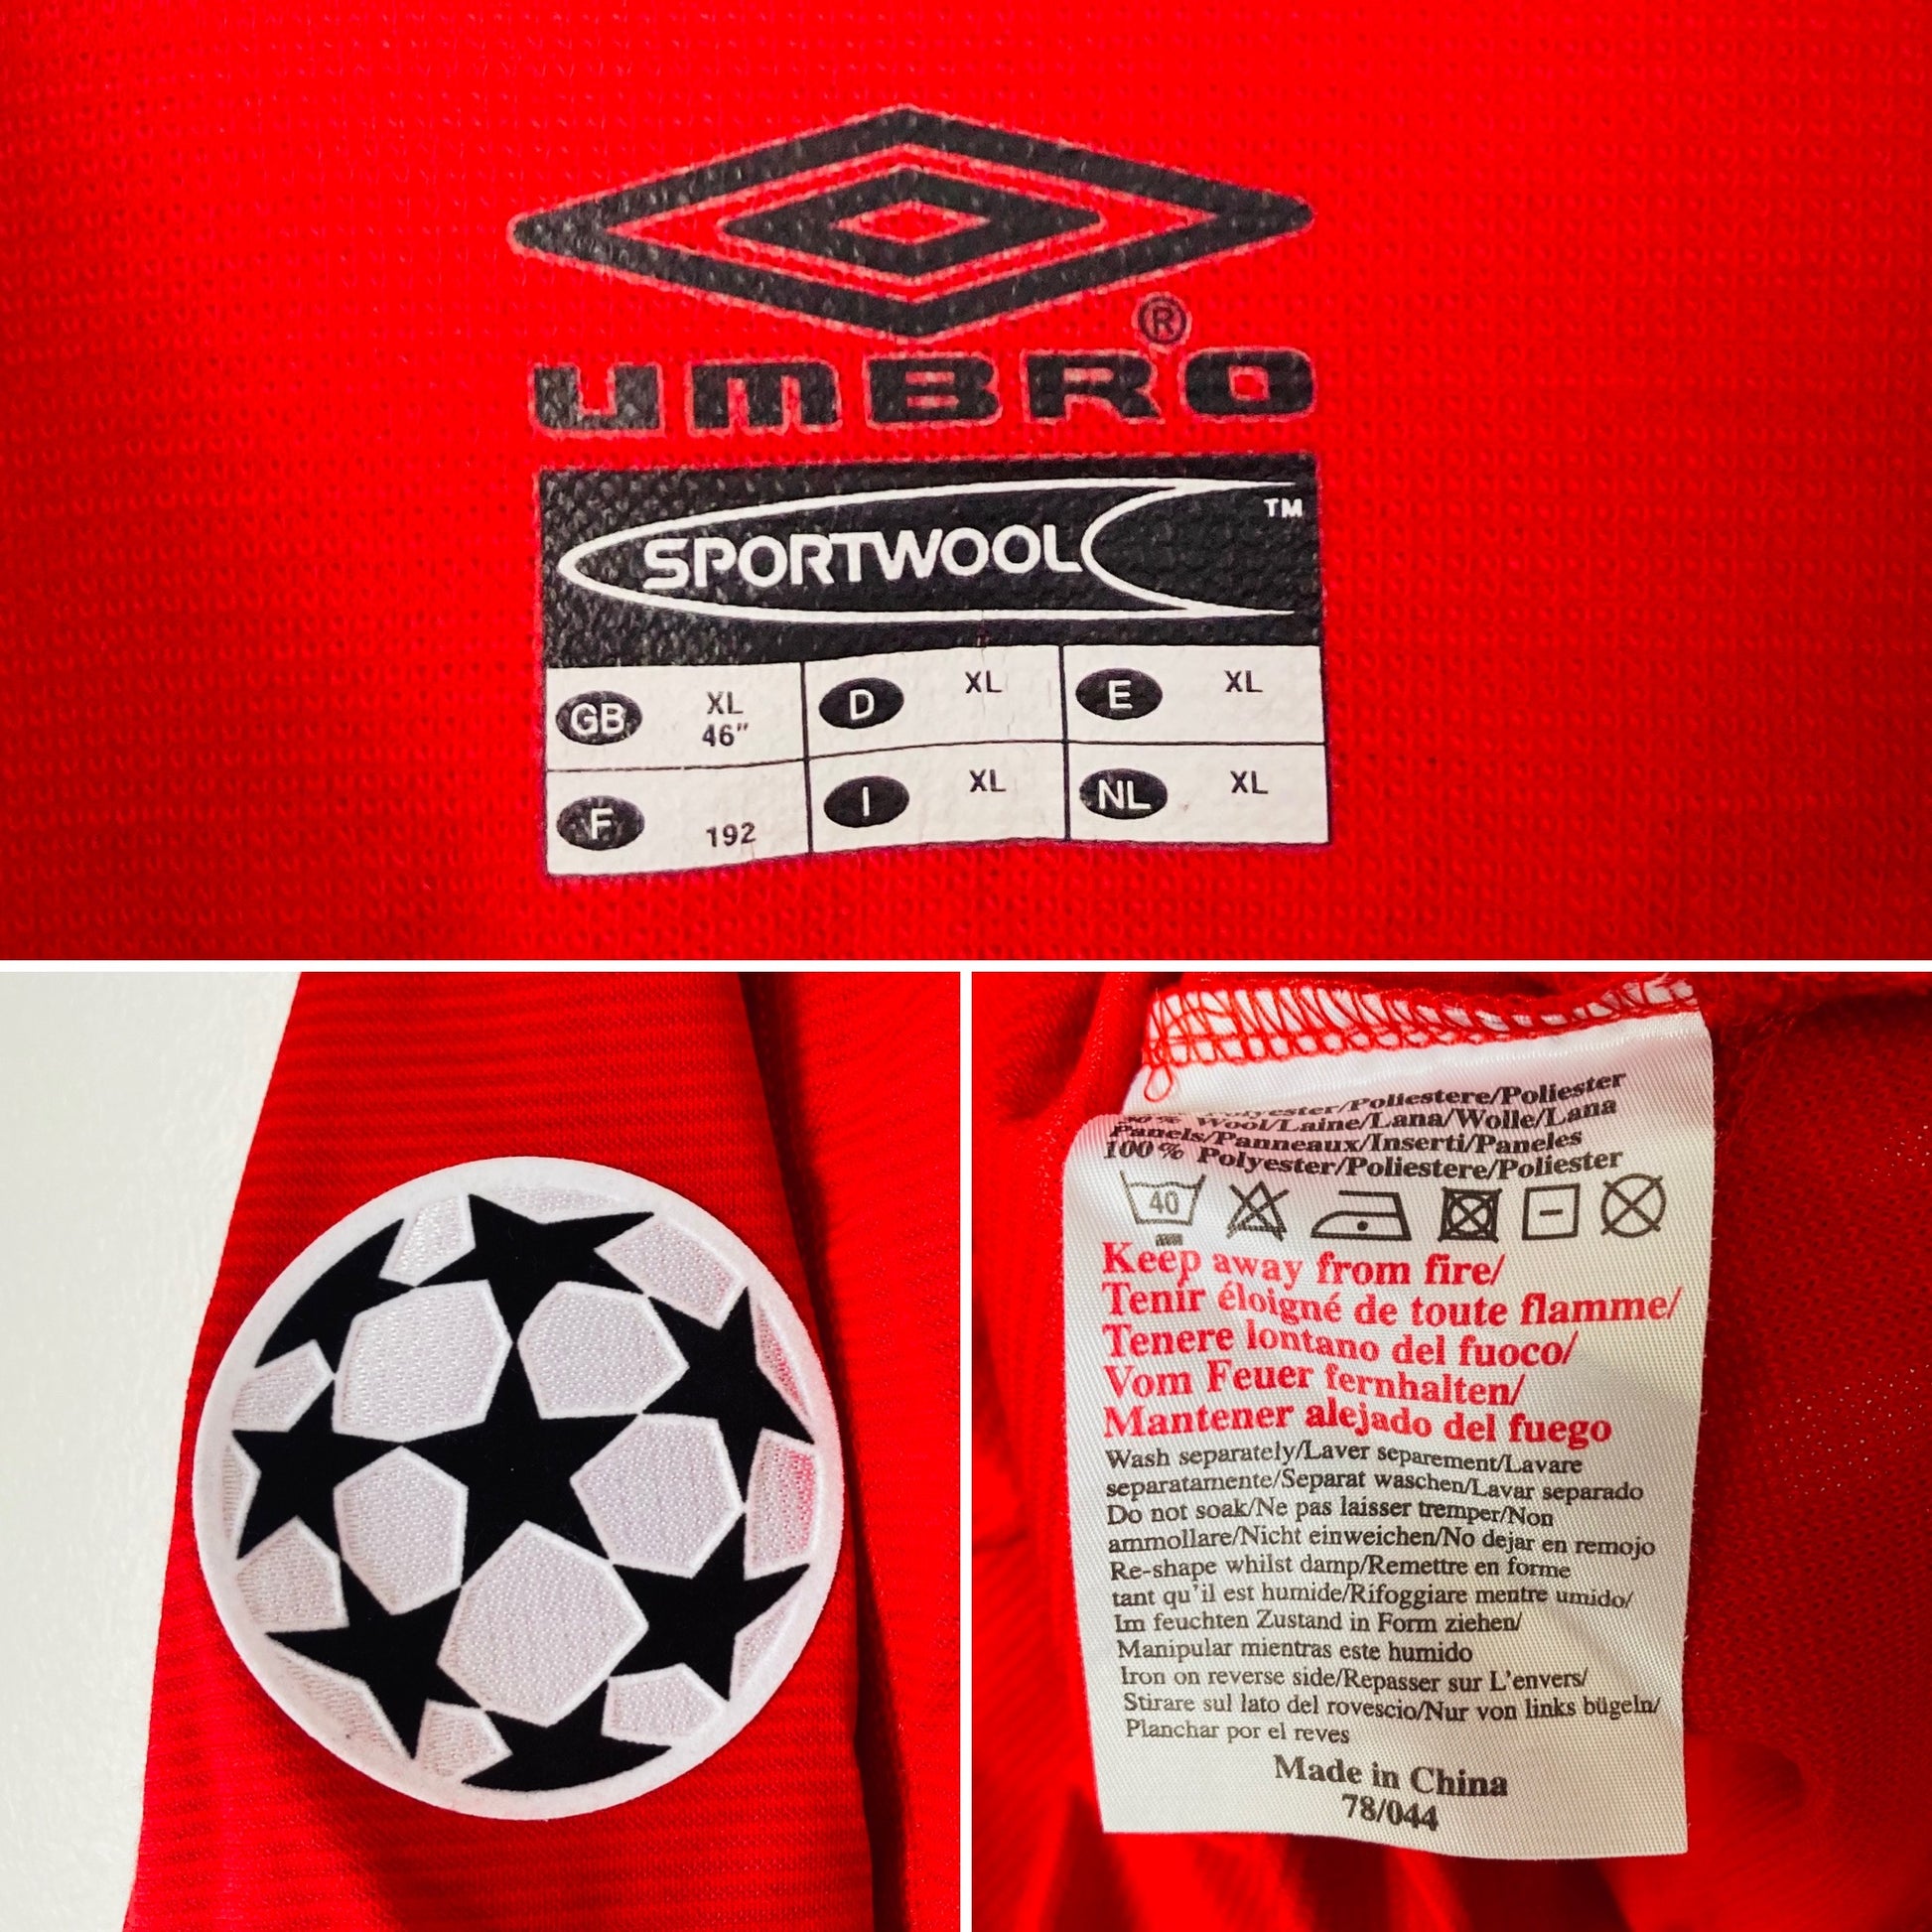 ®
UMBRO
SPORTWOOL™
GB XL 46" D XL E XL
F 192 I XL NL XL
Polyester/Poliestere/Poliester
Wool/Laine/Lana/Wolle/Lana
Panels/Panneaux/Inserti/Paneles
100% Polyester/Poliestere/Poliester
40
Keep away from fire/
Tenir éloigné de toute flamme/
Tenere lontano del fuoco/
Vom Feuer fernhalten/
Mantener alejado del fuego
Wash separately/Laver separement/Lavare
separatamente/Separat waschen/Lavar separado
Do not soak/Ne pas laisser tremper/Non
ammollare/Nicht einweichen/No dejar en remojo
Re-shape whilst damp/Remettre en forme
tant qu'il est humide/Rifoggiare mentre umido/
Im feuchten Zustand in Form ziehen/
Manipular mientras este humido
Iron on reverse side/Repasser sur L'envers/
Stirare sul lato del rovescio/Nur von links bügeln/
Planchar por el reves
Made in China
78/044